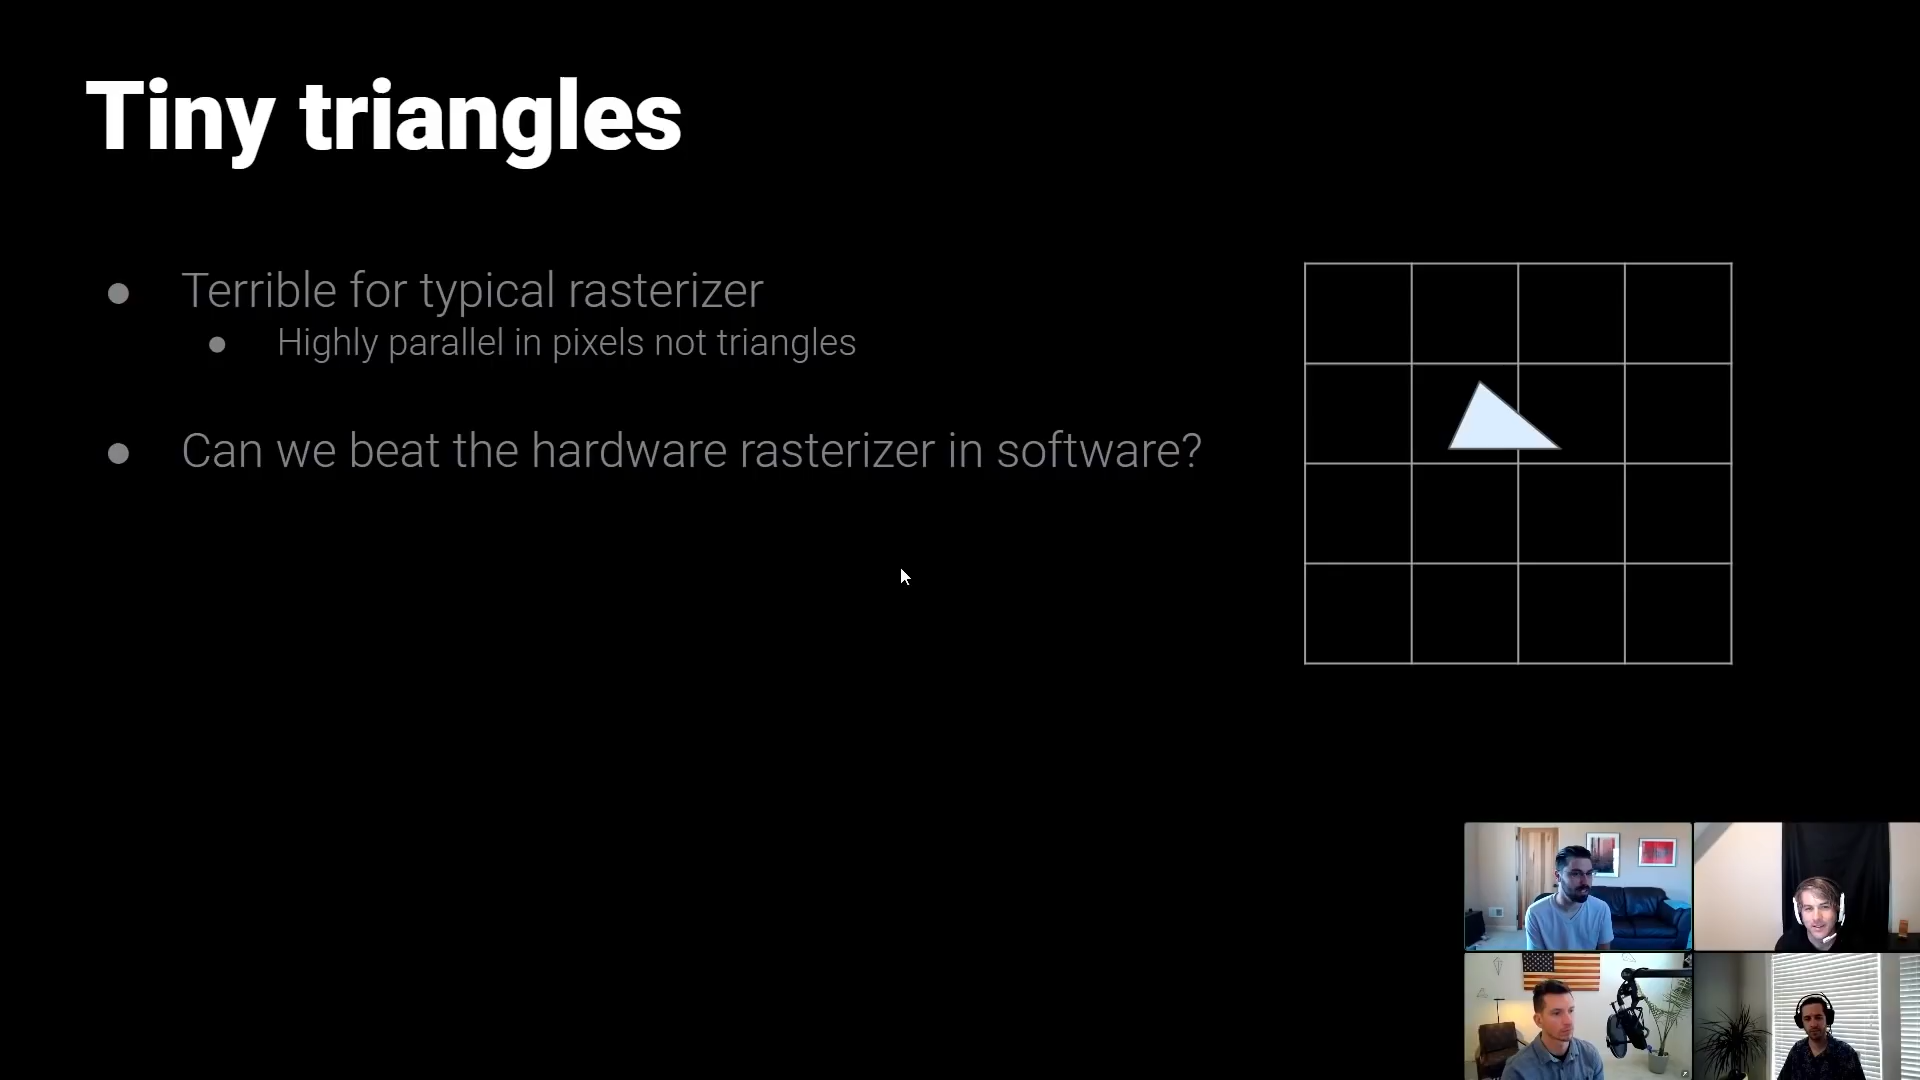 Tiny triangles
Terrible for typical rasterizer
Highly parallel in pixels not triangles
Can we beat the hardware rasterizer in software?